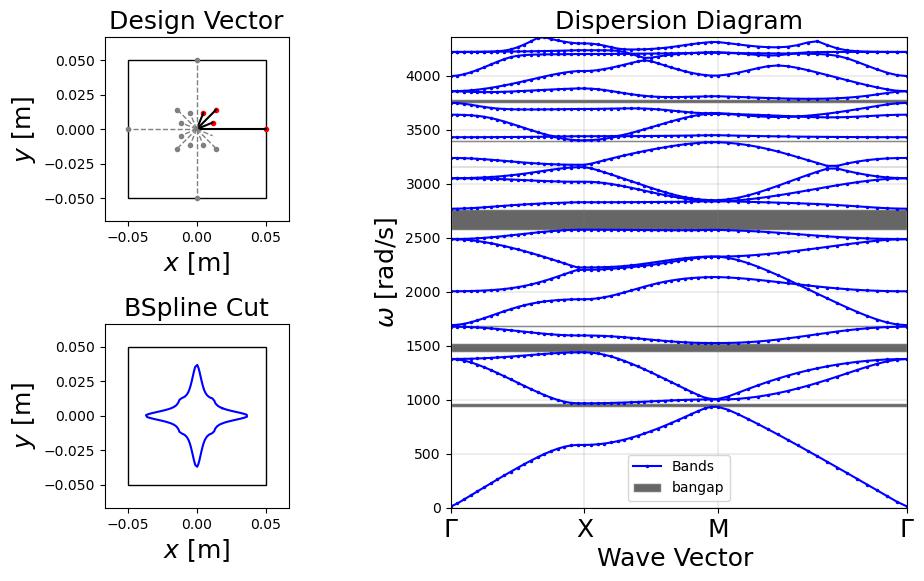 Design Vector
0.050
0.025
0.000
−0.025
−0.050
y [m]
−0.05
0.00
0.05
x [m]
BSpline Cut
0.050
0.025
0.000
−0.025
−0.050
y [m]
−0.05
0.00
0.05
x [m]
Dispersion Diagram
4000
3500
3000
2500
2000
1500
1000
500
0
ω [rad/s]
Bands
bangap
Γ
X
M
Γ
Wave Vector